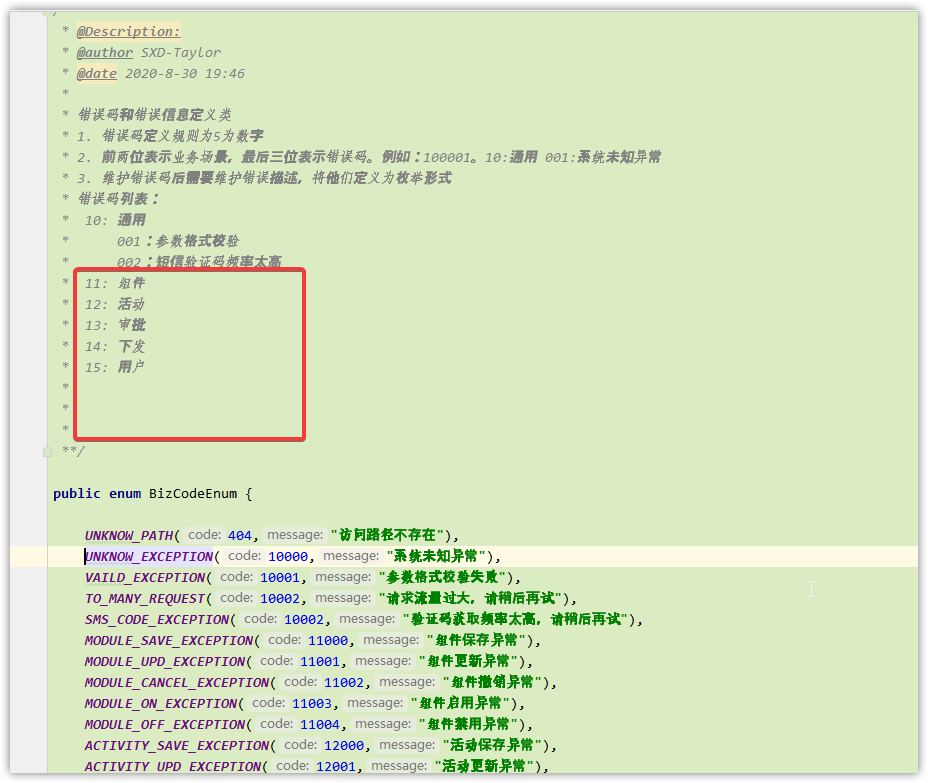 * @Description:
* @author SXD-Taylor
* @date 2020-8-30 19:46
*
* 错误码和错误信息定义类
* 1. 错误码定义规则为5为数字
* 2. 前两位表示业务场景，最后三位表示错误码。例如：100001。10:通用 001:系统未知异常
* 3. 维护错误码后需要维护错误描述，将他们定义为枚举形式
* 错误码列表：
* 10: 通用
* 001：参数格式校验
* 002：短信验证码频率太高
* 11: 组件
* 12: 活动
* 13: 审批
* 14: 下发
* 15: 用户
*
*
*
**/
public enum BizCodeEnum {
UNKNOW_PATH( code: 404, message: "访问路径不存在"),
UNKNOW_EXCEPTION( code: 10000, message: "系统未知异常"),
VAILD_EXCEPTION( code: 10001, message: "参数格式校验失败"),
TO_MANY_REQUEST( code: 10002, message: "请求流量过大，请稍后再试"),
SMS_CODE_EXCEPTION( code: 10002, message: "验证码获取频率太高，请稍后再试"),
MODULE_SAVE_EXCEPTION( code: 11000, message: "组件保存异常"),
MODULE_UPD_EXCEPTION( code: 11001, message: "组件更新异常"),
MODULE_CANCEL_EXCEPTION( code: 11002, message: "组件撤销异常"),
MODULE_ON_EXCEPTION( code: 11003, message: "组件启用异常"),
MODULE_OFF_EXCEPTION( code: 11004, message: "组件禁用异常"),
ACTIVITY_SAVE_EXCEPTION( code: 12000, message: "活动保存异常"),
ACTIVITY_UPD_EXCEPTION( code: 12001, message: "活动更新异常"),